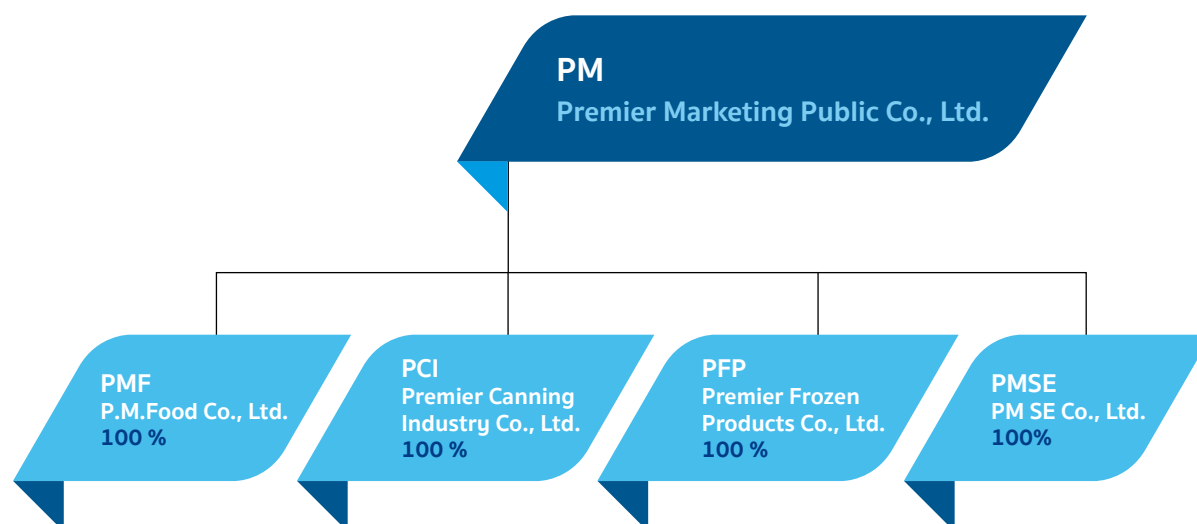 PM
Premier Marketing Public Co., Ltd.
PMF
P.M.Food Co., Ltd.
100 %
PCI
Premier Canning
Industry Co., Ltd.
100 %
PFP
Premier Frozen
Products Co., Ltd.
100 %
PMSE
PM SE Co., Ltd.
100%